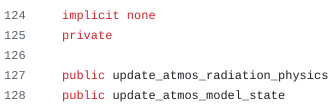 124 implicit none
125 private
126
127 public update_atmos_radiation_physics
128 public update_atmos_model_state